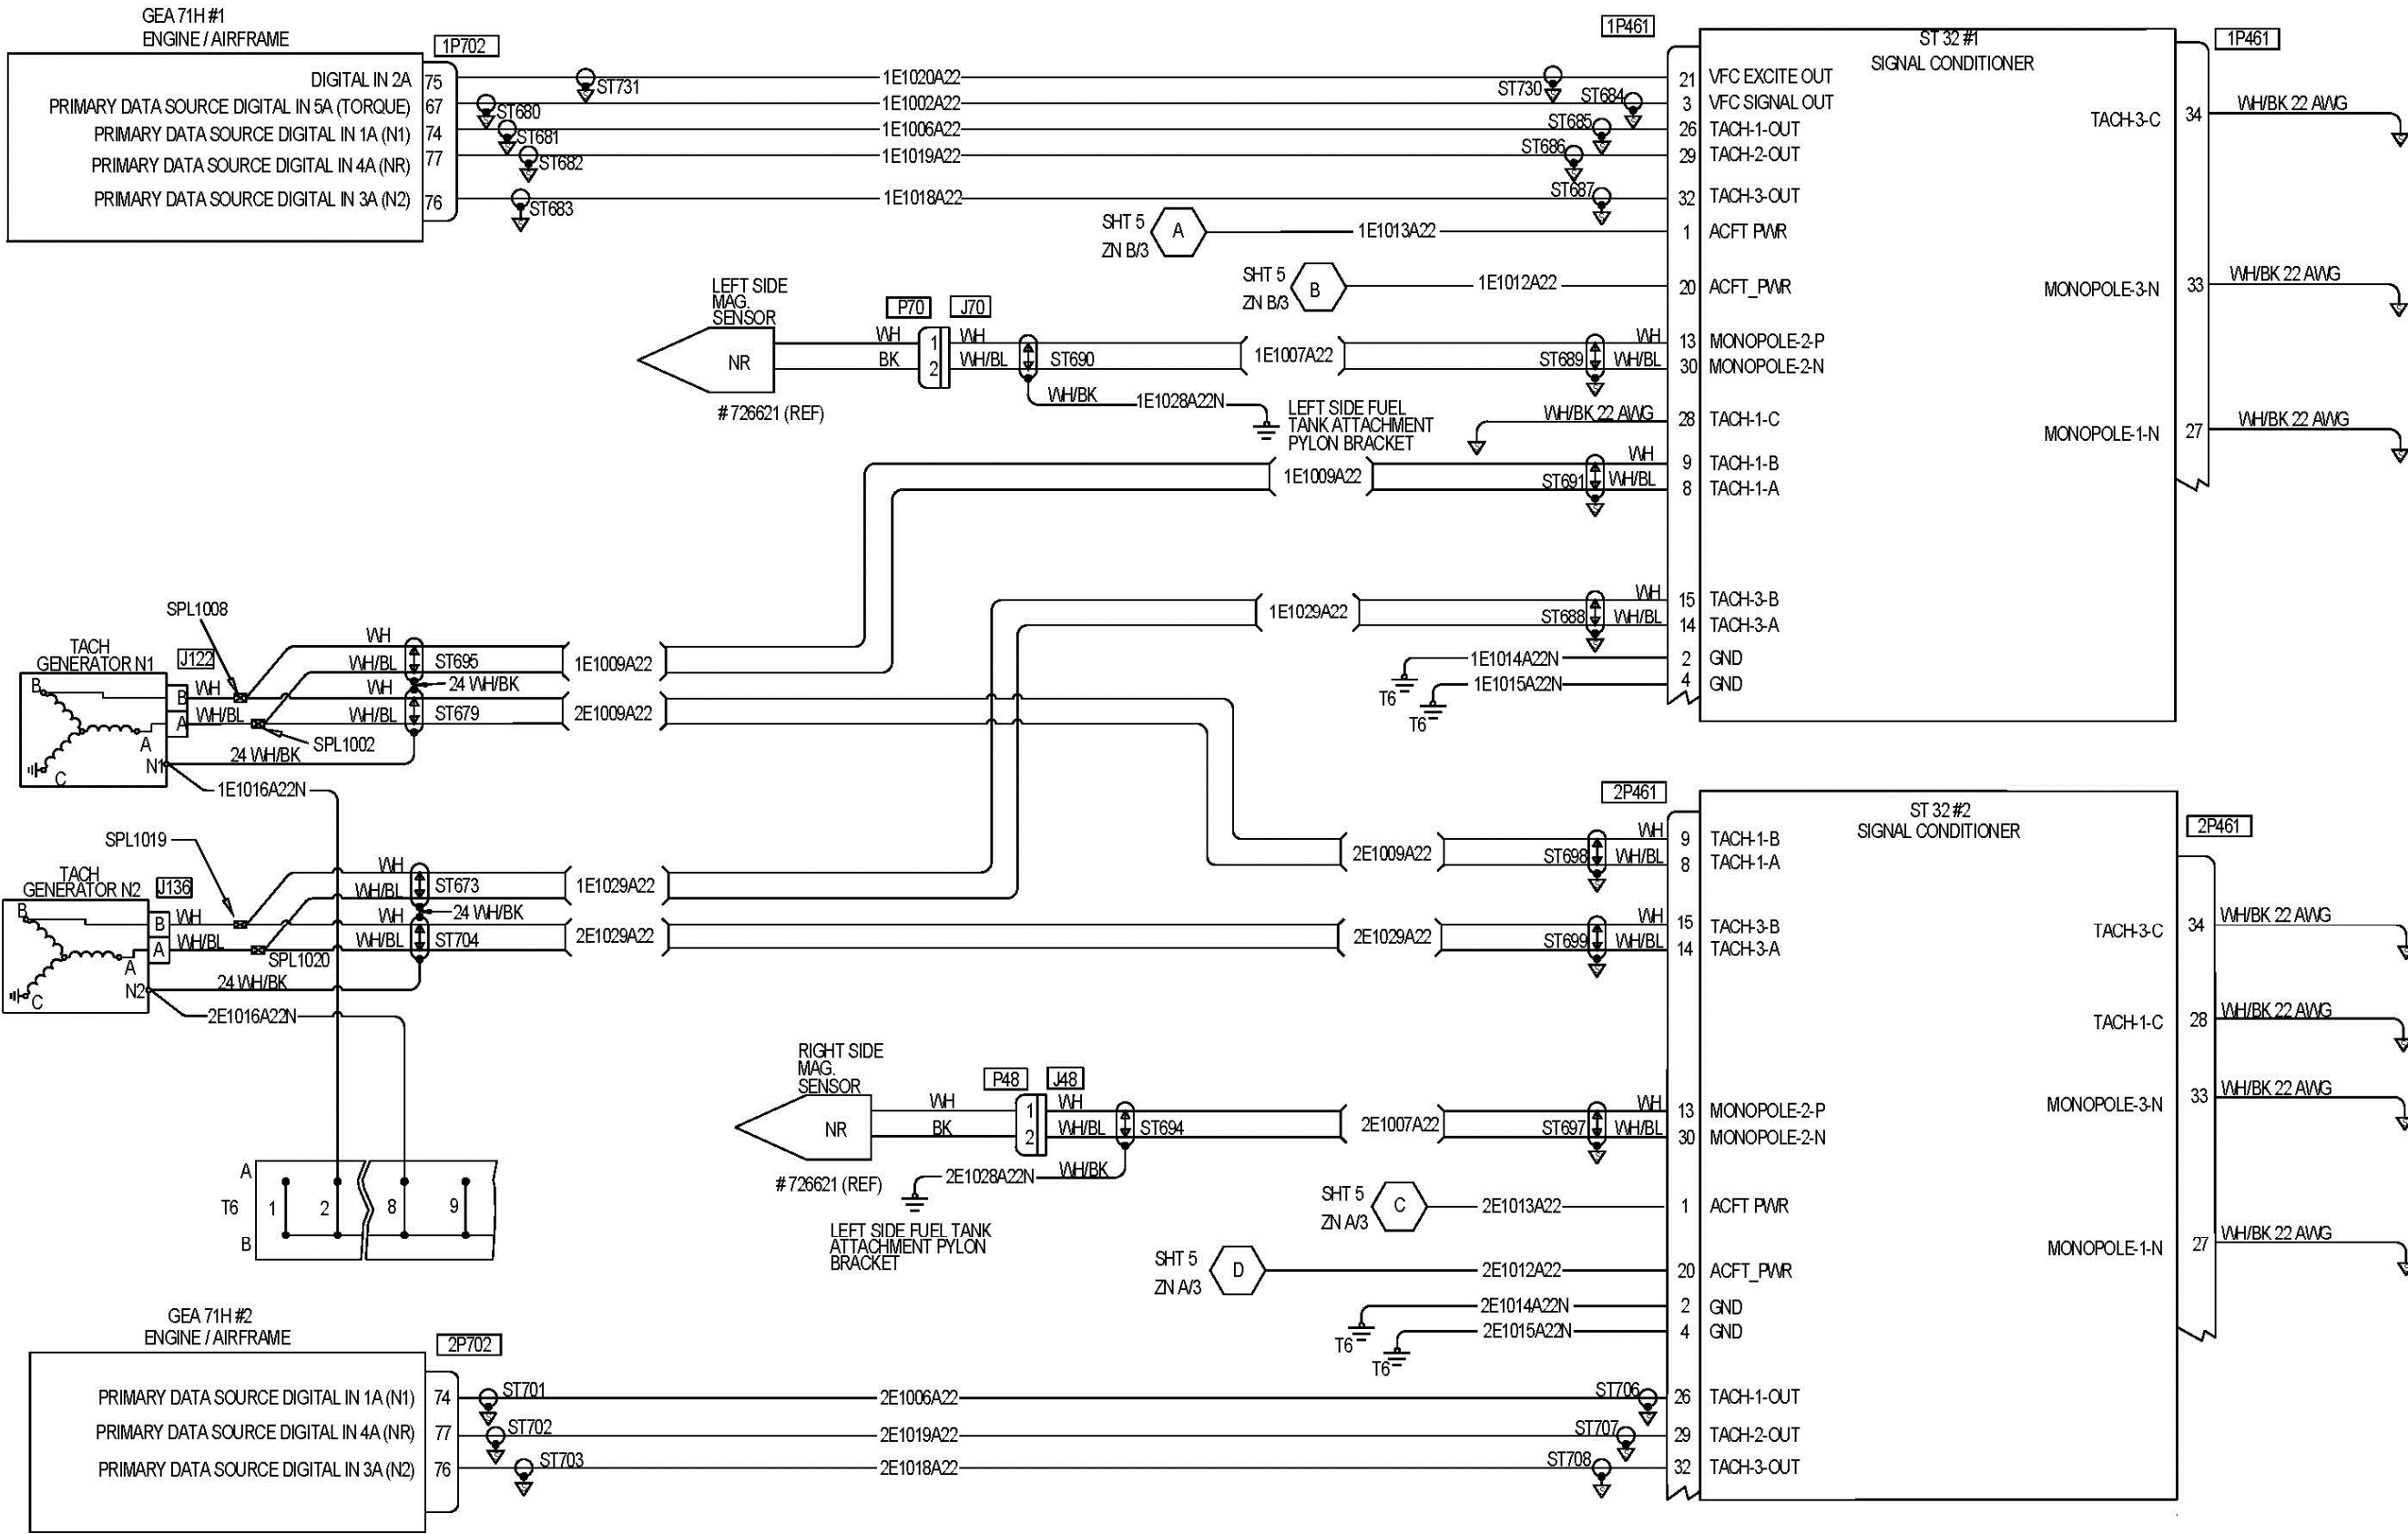 GEA 71H #1
ENGINE / AIRFRAME
1P702
DIGITAL IN 2A 75
PRIMARY DATA SOURCE DIGITAL IN 5A (TORQUE) 67
PRIMARY DATA SOURCE DIGITAL IN 1A (N1) 74
PRIMARY DATA SOURCE DIGITAL IN 4A (NR) 77
PRIMARY DATA SOURCE DIGITAL IN 3A (N2) 76
ST731
ST680
ST681
ST682
ST683
1E1020A22
1E1002A22
1E1006A22
1E1019A22
1E1018A22
ST730
ST684
ST685
ST686
ST687
1P461
ST 32 #1
SIGNAL CONDITIONER
1P461
21 VFC EXCITE OUT
3 VFC SIGNAL OUT
26 TACH-1-OUT
29 TACH-2-OUT
32 TACH-3-OUT
1 ACFT PWR
20 ACFT_PWR
13 MONOPOLE-2-P
30 MONOPOLE-2-N
28 TACH-1-C
9 TACH-1-B
8 TACH-1-A
15 TACH-3-B
14 TACH-3-A
2 GND
4 GND
TACH-3-C 34 WH/BK 22 AWG
MONOPOLE-3-N 33 WH/BK 22 AWG
MONOPOLE-1-N 27 WH/BK 22 AWG
SHT 5
ZN B/3
A
1E1013A22
SHT 5
ZN B/3
B
1E1012A22
LEFT SIDE
MAG.
SENSOR
NR
# 726621 (REF)
P70
J70
WH 1 WH
BK 2 WH/BL
ST690
1E1007A22
ST689
WH
WH/BL
WH/BK
1E1028A22N
LEFT SIDE FUEL
TANK ATTACHMENT
PYLON BRACKET
WH/BK 22 AWG
1E1009A22
ST691
WH
WH/BL
1E1029A22
ST688
WH
WH/BL
1E1014A22N
T6
1E1015A22N
T6
SPL1008
TACH
GENERATOR N1
J122
B
A
C
N1
B WH
A WH/BL
SPL1002
WH
WH/BL
ST695
24 WH/BK
WH
WH/BL
ST679
24 WH/BK
1E1009A22
2E1009A22
1E1016A22N
SPL1019
TACH
GENERATOR N2
J136
B
A
C
N2
B WH
A WH/BL
SPL1020
WH
WH/BL
ST673
24 WH/BK
WH
WH/BL
ST704
24 WH/BK
1E1029A22
2E1029A22
2E1016A22N
A
T6
B
1 2 8 9
2P461
ST 32 #2
SIGNAL CONDITIONER
2P461
2E1009A22
ST698
WH
WH/BL
9 TACH-1-B
8 TACH-1-A
2E1029A22
ST699
WH
WH/BL
15 TACH-3-B
14 TACH-3-A
TACH-3-C 34 WH/BK 22 AWG
TACH-1-C 28 WH/BK 22 AWG
MONOPOLE-3-N 33 WH/BK 22 AWG
MONOPOLE-1-N 27 WH/BK 22 AWG
RIGHT SIDE
MAG.
SENSOR
NR
# 726621 (REF)
P48
J48
WH 1 WH
BK 2 WH/BL
ST694
2E1007A22
ST697
WH
WH/BL
13 MONOPOLE-2-P
30 MONOPOLE-2-N
2E1028A22N
WH/BK
LEFT SIDE FUEL TANK
ATTACHMENT PYLON
BRACKET
SHT 5
ZN A/3
C
2E1013A22
1 ACFT PWR
SHT 5
ZN A/3
D
2E1012A22
20 ACFT_PWR
T6
2E1014A22N
2 GND
T6
2E1015A22N
4 GND
GEA 71H #2
ENGINE / AIRFRAME
2P702
PRIMARY DATA SOURCE DIGITAL IN 1A (N1) 74
PRIMARY DATA SOURCE DIGITAL IN 4A (NR) 77
PRIMARY DATA SOURCE DIGITAL IN 3A (N2) 76
ST701
ST702
ST703
2E1006A22
2E1019A22
2E1018A22
ST706
ST707
ST708
26 TACH-1-OUT
29 TACH-2-OUT
32 TACH-3-OUT